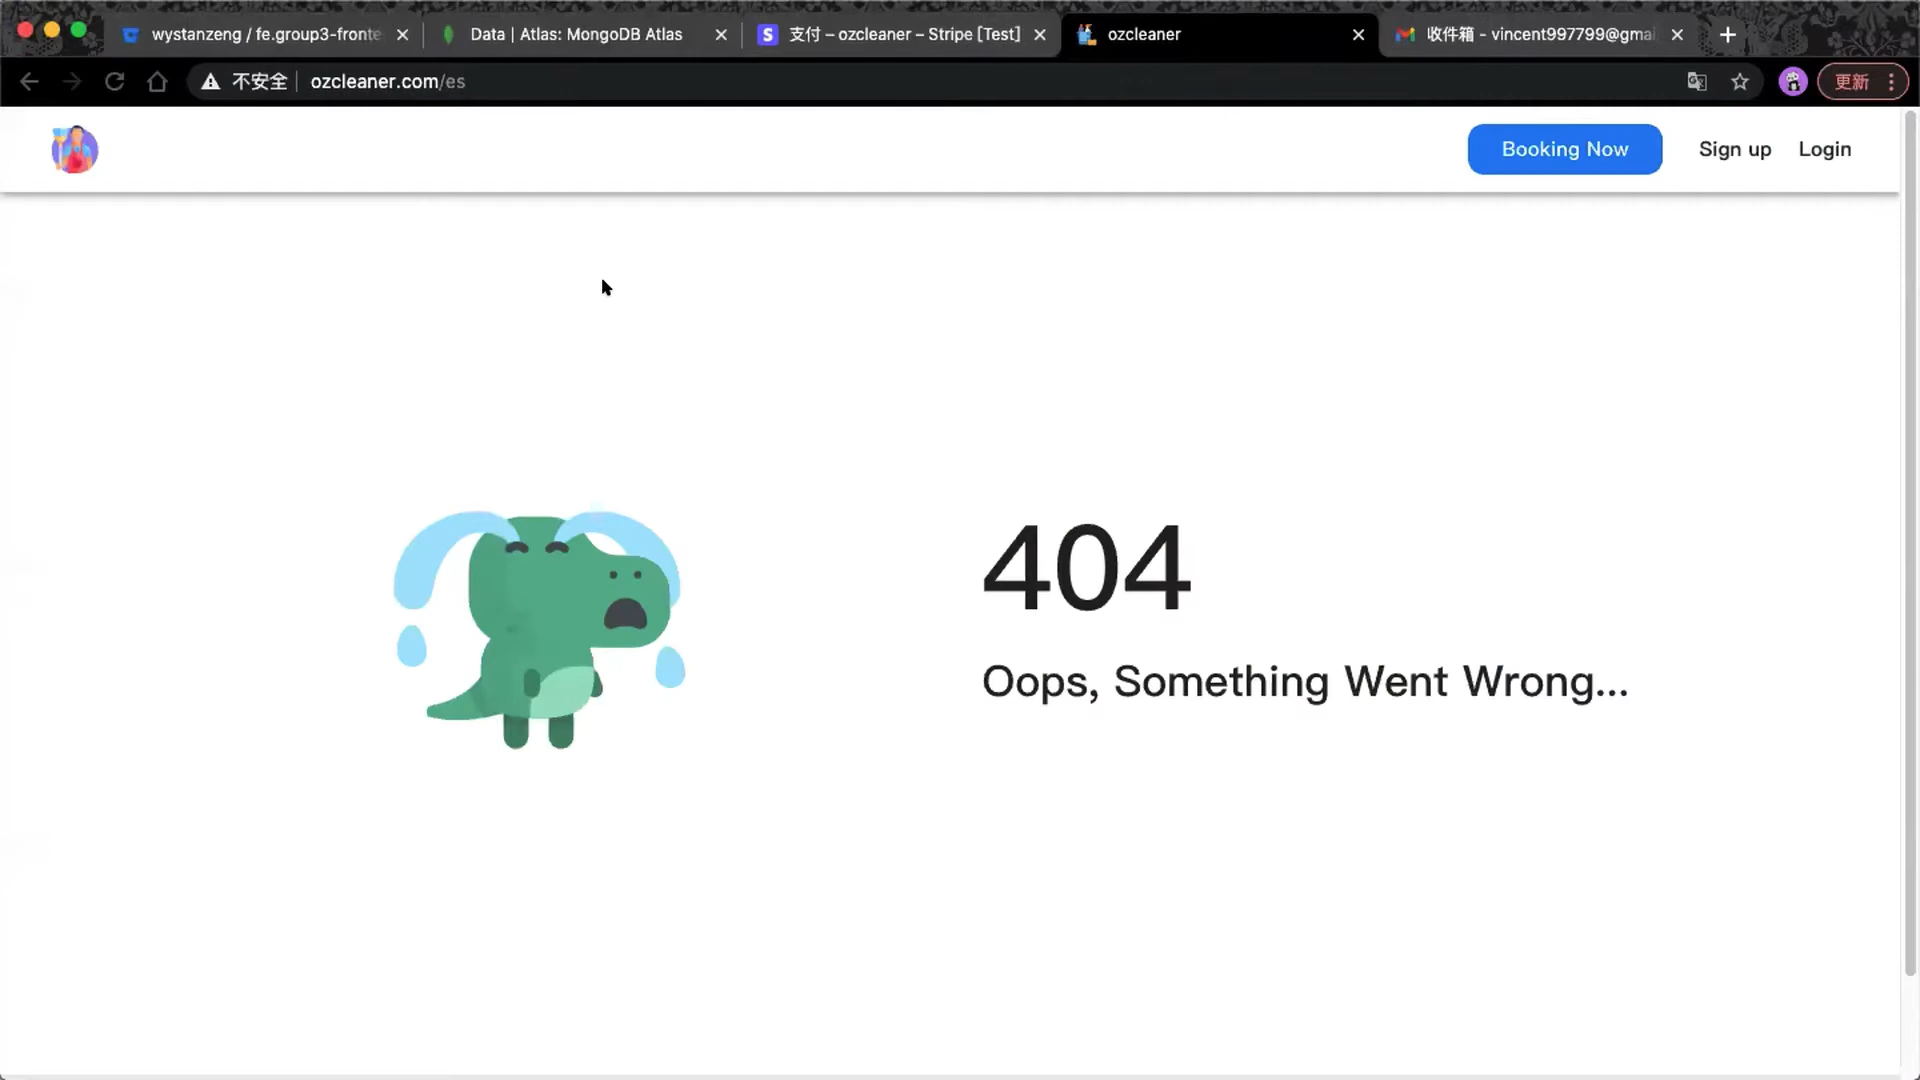 wystanzeng / fe.group3-fronte
Data | Atlas: MongoDB Atlas
S 支付 – ozcleaner – Stripe [Test]
ozcleaner
收件箱 - vincent997799@gmai
不安全 ozcleaner.com/es
更新
Booking Now
Sign up
Login
404
Oops, Something Went Wrong...